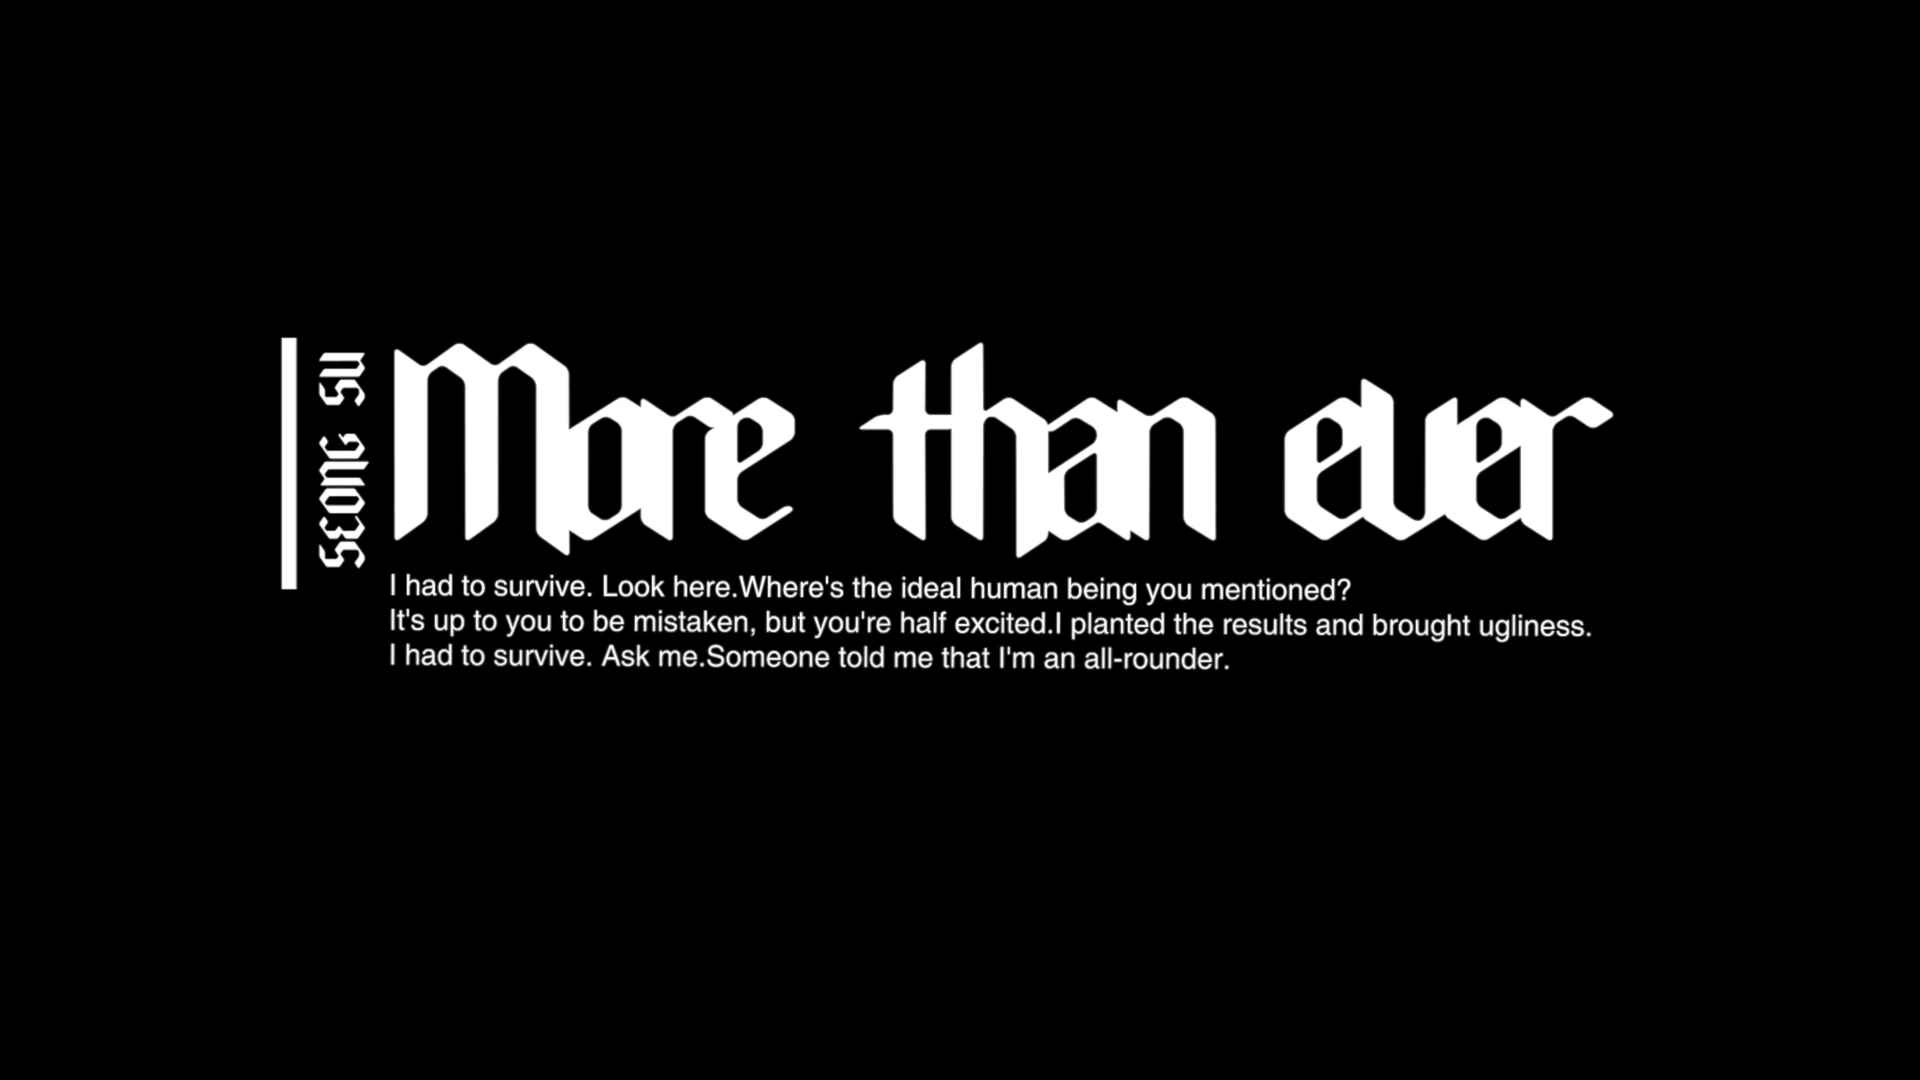 seong su
More than ever
I had to survive. Look here.Where's the ideal human being you mentioned?
It's up to you to be mistaken, but you're half excited.I planted the results and brought ugliness.
I had to survive. Ask me.Someone told me that I'm an all-rounder.